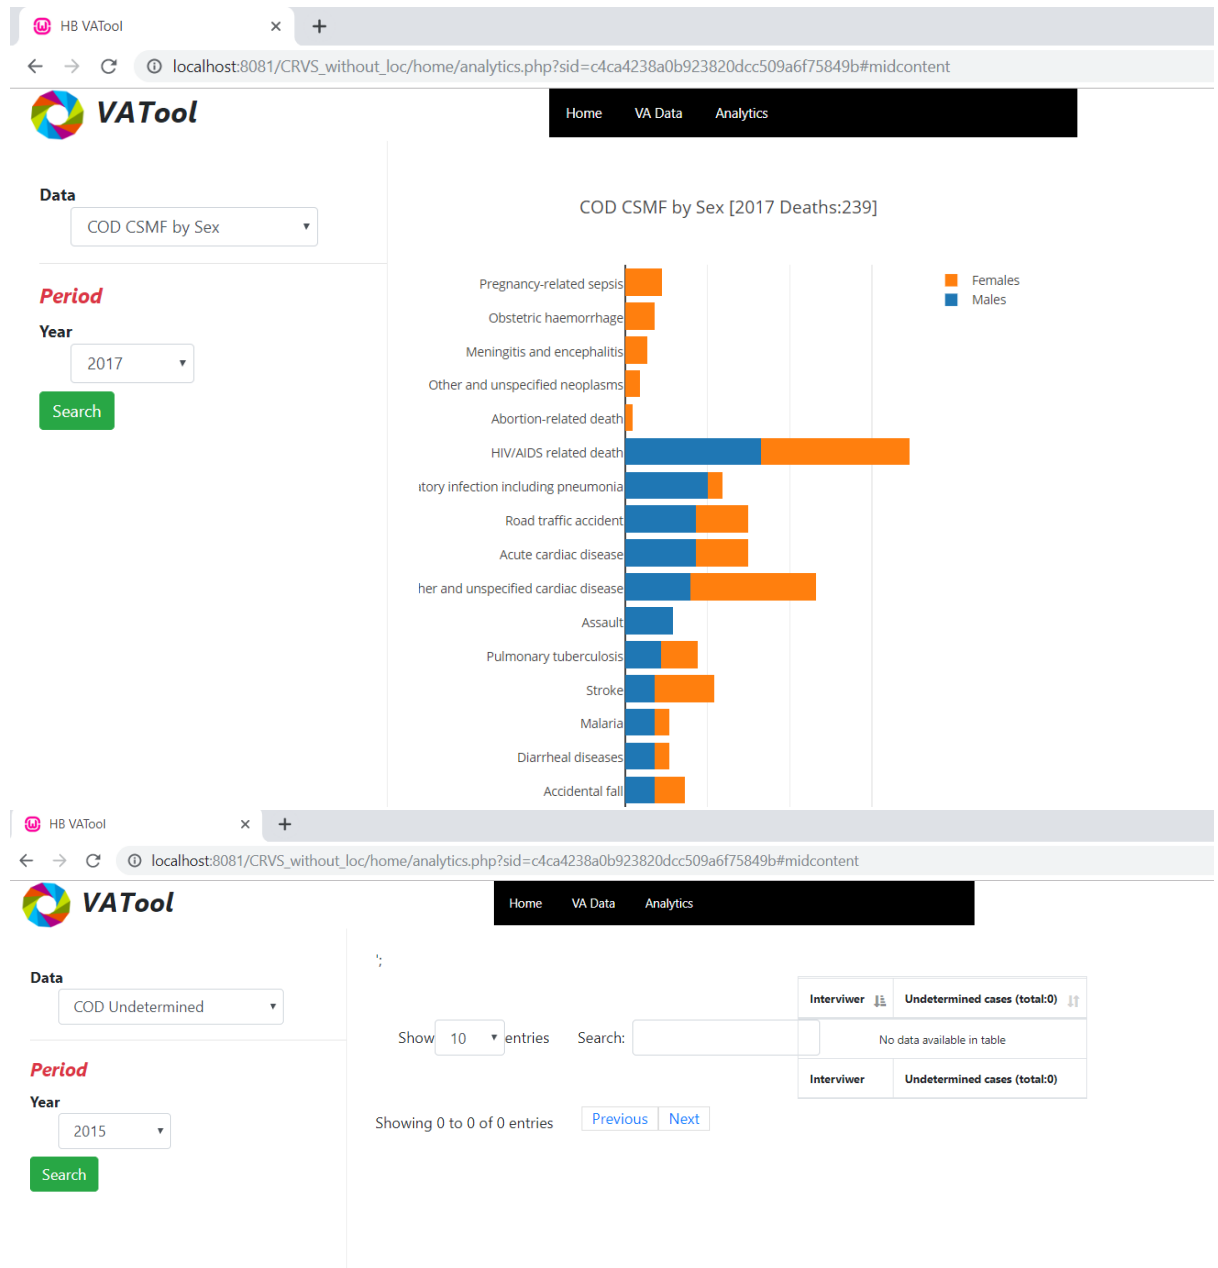 HB VATool
localhost:8081/CRVS_without_loc/home/analytics.php?sid=c4ca4238a0b923820dcc509a6f75849b#midcontent
VATool
Home VA Data Analytics
Data
COD CSMF by Sex
Period
Year
2017
Search
COD CSMF by Sex [2017 Deaths:239]
Females
Males
Pregnancy-related sepsis
Obstetric haemorrhage
Meningitis and encephalitis
Other and unspecified neoplasms
Abortion-related death
HIV/AIDS related death
tory infection including pneumonia
Road traffic accident
Acute cardiac disease
her and unspecified cardiac disease
Assault
Pulmonary tuberculosis
Stroke
Malaria
Diarrheal diseases
Accidental fall
HB VATool
localhost:8081/CRVS_without_loc/home/analytics.php?sid=c4ca4238a0b923820dcc509a6f75849b#midcontent
VATool
Home VA Data Analytics
Data
COD Undetermined
Period
Year
2015
Search
';
Show 10 entries Search:
Interviwer Undetermined cases (total:0)
No data available in table
Interviwer Undetermined cases (total:0)
Showing 0 to 0 of 0 entries Previous Next